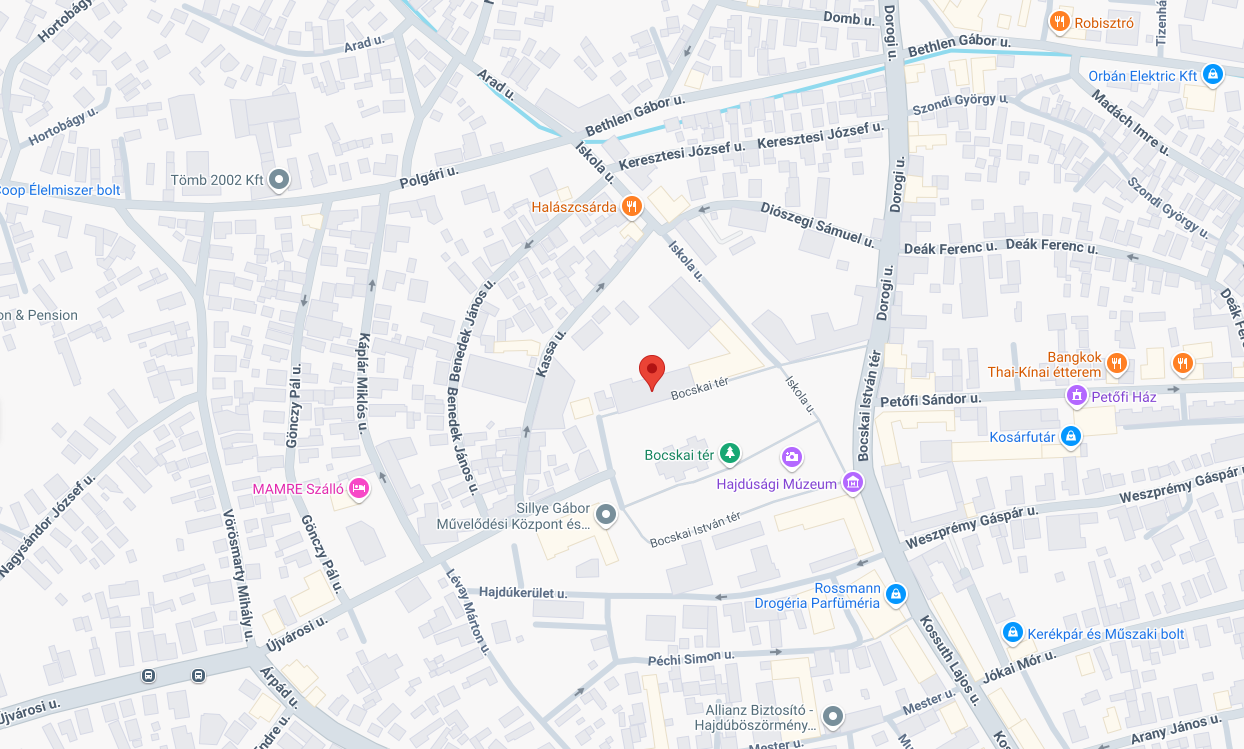 Hortobágy
Arad u.
Domb u.
Dorogi u.
Robisztró
Bethlen Gábor u.
Orbán Elektric Kft
Arad u.
Hortobágy u.
Bethlen Gábor u.
Szondi György u.
Madách Imre u.
Keresztesi József u.
Keresztesi József u.
Iskola u.
Tömb 2002 Kft
Polgári u.
Coop Élelmiszer bolt
Halászcsárda
Dorogi u.
Szondi György u.
Diószegi Sámuel u.
Iskola u.
Deák Ferenc u.
Deák Ferenc u.
Dorogi u.
on & Pension
Benedek János u.
Kassa u.
Káplár Miklós u.
Gönczy Pál u.
Bangkok
Thai-Kínai étterem
Bocskai tér
Iskola u.
Petőfi Sándor u.
Petőfi Ház
Bocskai István tér
Benedek János u.
Kosárfutár
Bocskai tér
Hajdúsági Múzeum
MAMRE Szálló
Nagysándor József u.
Sillye Gábor
Művelődési Központ és...
Weszprémy Gáspár
Weszprémy Gáspár u.
Bocskai István tér
Vörösmarty Mihály u.
Gönczy Pál u.
Lévay Márton u.
Hajdúkerület u.
Rossmann
Drogéria Parfüméria
Újvárosi u.
Kossuth Lajos u.
Kerékpár és Műszaki bolt
Péchi Simon u.
Jókai Mór u.
Árpád u.
Mester u.
Újvárosi u.
Allianz Biztosító -
Hajdúböszörmény...
Arany János u.
Mester u.